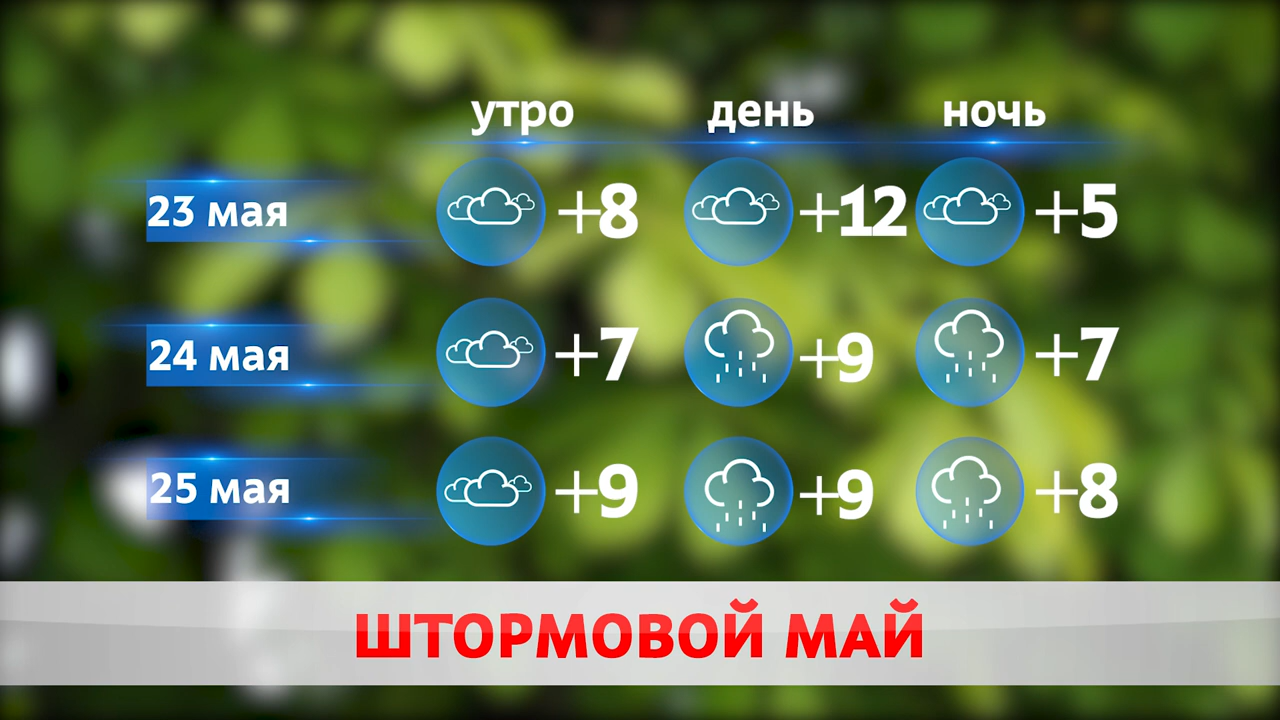 утро день ночь
23 мая +8 +12 +5
24 мая +7 +9 +7
25 мая +9 +9 +8
ШТОРМОВОЙ МАЙ